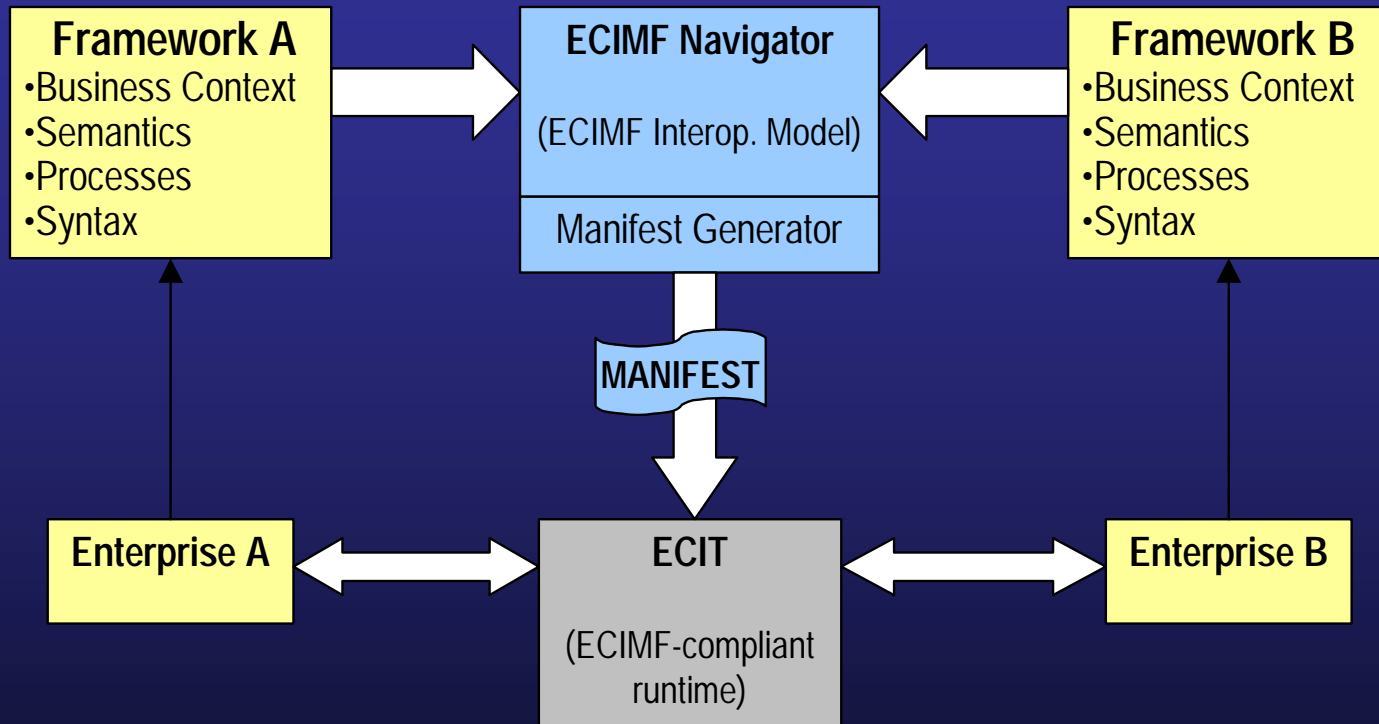 Framework A
•Business Context
•Semantics
•Processes
•Syntax
ECIMF Navigator
(ECIMF Interop. Model)
Manifest Generator
Framework B
•Business Context
•Semantics
•Processes
•Syntax
MANIFEST
Enterprise A
ECIT
(ECIMF-compliant
runtime)
Enterprise B